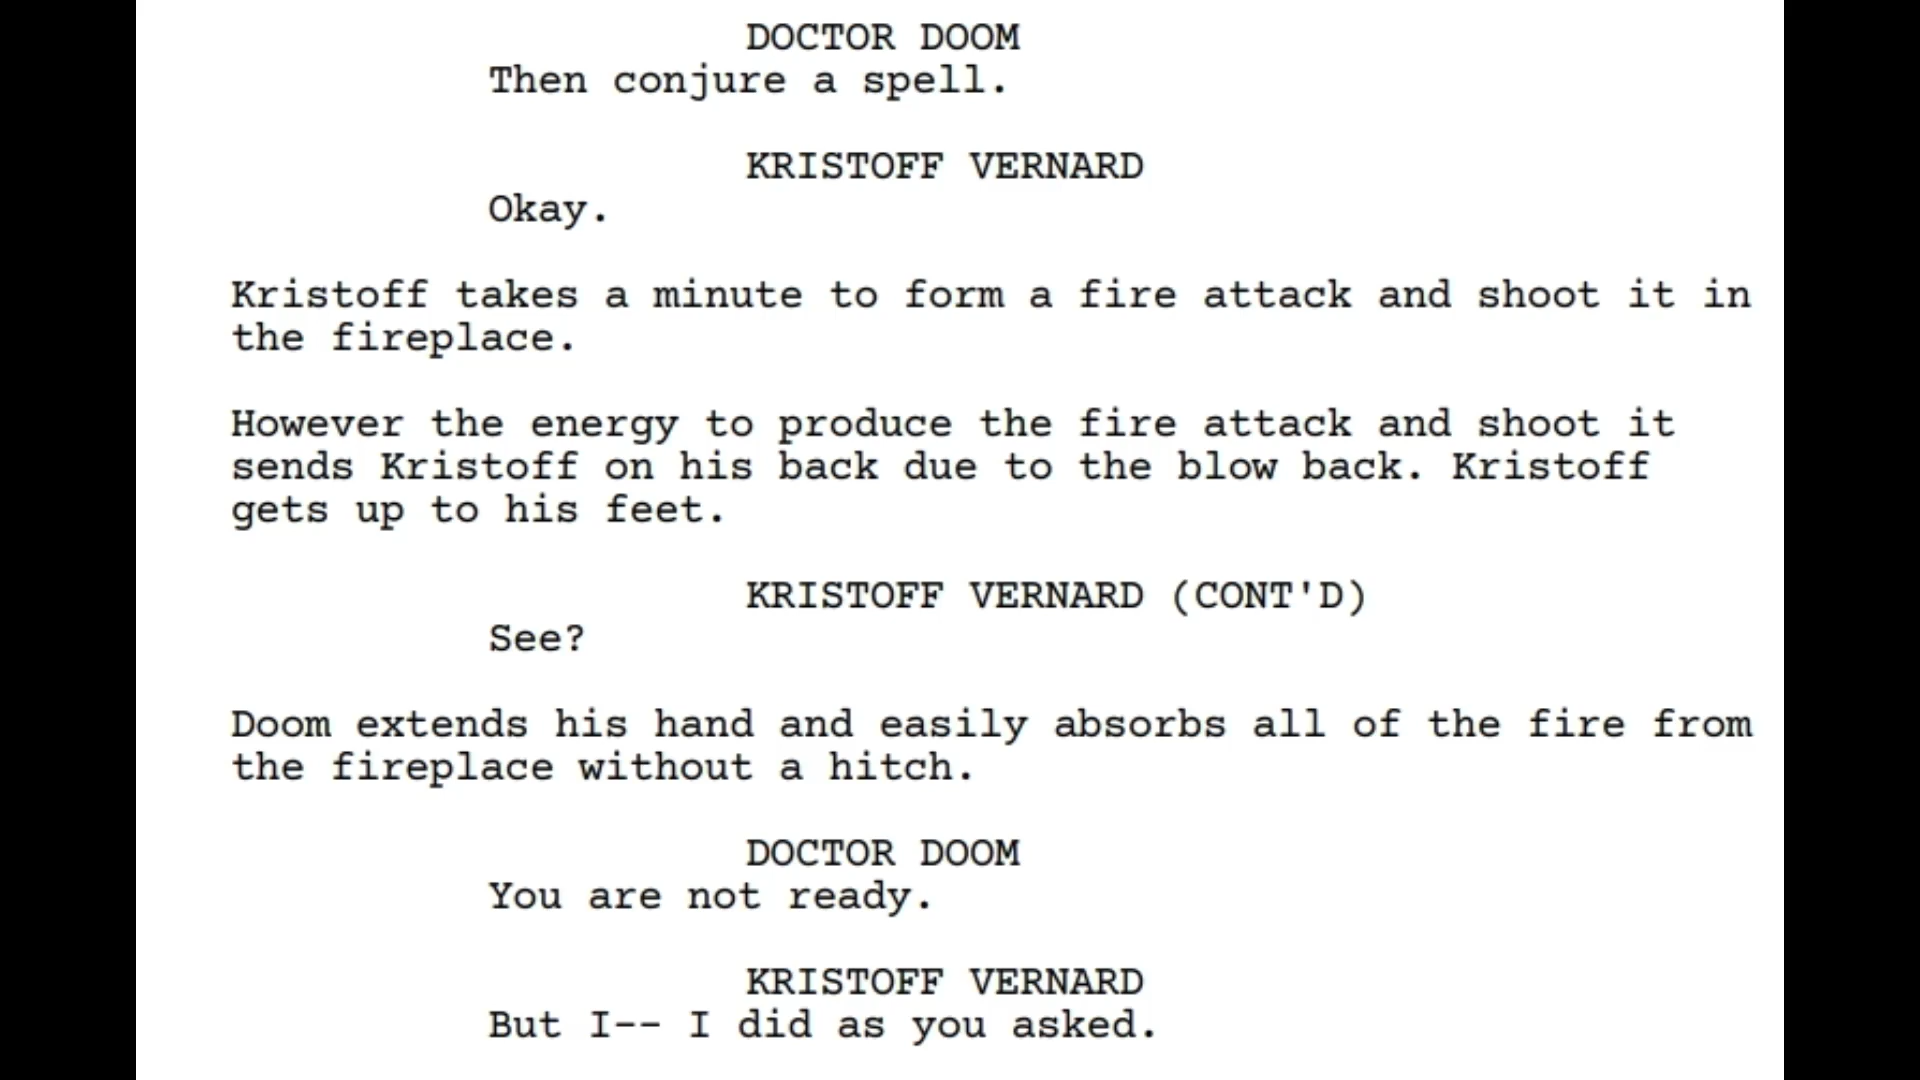 DOCTOR DOOM
Then conjure a spell.
KRISTOFF VERNARD
Okay.
Kristoff takes a minute to form a fire attack and shoot it in
the fireplace.
However the energy to produce the fire attack and shoot it
sends Kristoff on his back due to the blow back. Kristoff
gets up to his feet.
KRISTOFF VERNARD (CONT'D)
See?
Doom extends his hand and easily absorbs all of the fire from
the fireplace without a hitch.
DOCTOR DOOM
You are not ready.
KRISTOFF VERNARD
But I-- I did as you asked.